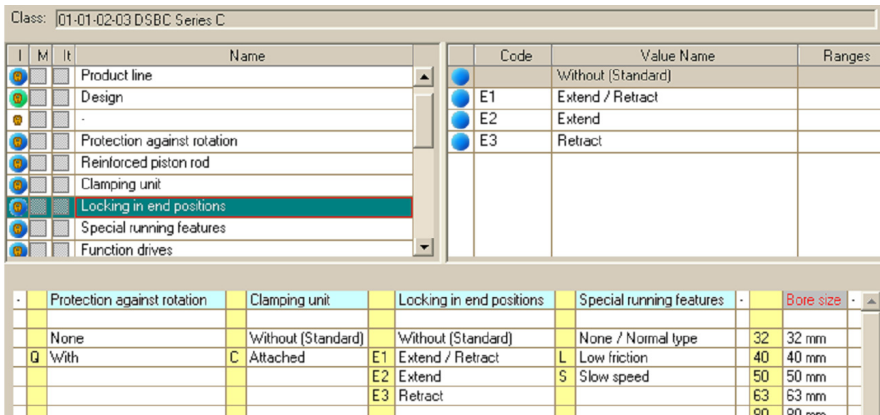 Class: 01-01-02-03 DSBC Series C
I M It Name
Product line
Design
-
Protection against rotation
Reinforced piston rod
Clamping unit
Locking in end positions
Special running features
Function drives
Code Value Name Ranges
Without (Standard)
E1 Extend / Retract
E2 Extend
E3 Retract
- Protection against rotation Clamping unit Locking in end positions Special running features - Bore size -
None Without (Standard) Without (Standard) None / Normal type 32 32 mm
Q With C Attached E1 Extend / Retract L Low friction 40 40 mm
E2 Extend S Slow speed 50 50 mm
E3 Retract 63 63 mm
80 80 mm